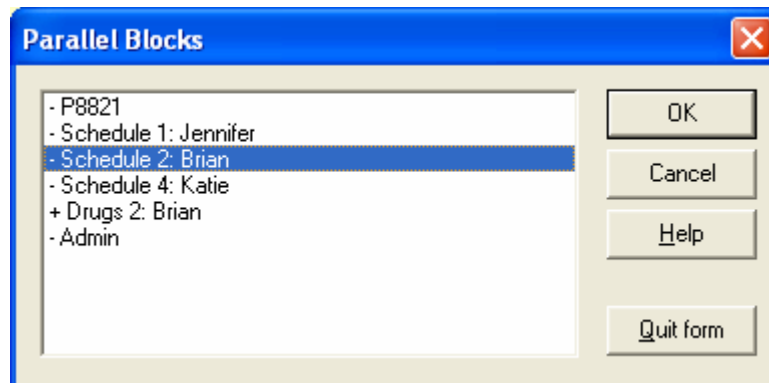 Parallel Blocks
- P8821
- Schedule 1: Jennifer
- Schedule 2: Brian
- Schedule 4: Katie
+ Drugs 2: Brian
- Admin
OK
Cancel
Help
Quit form